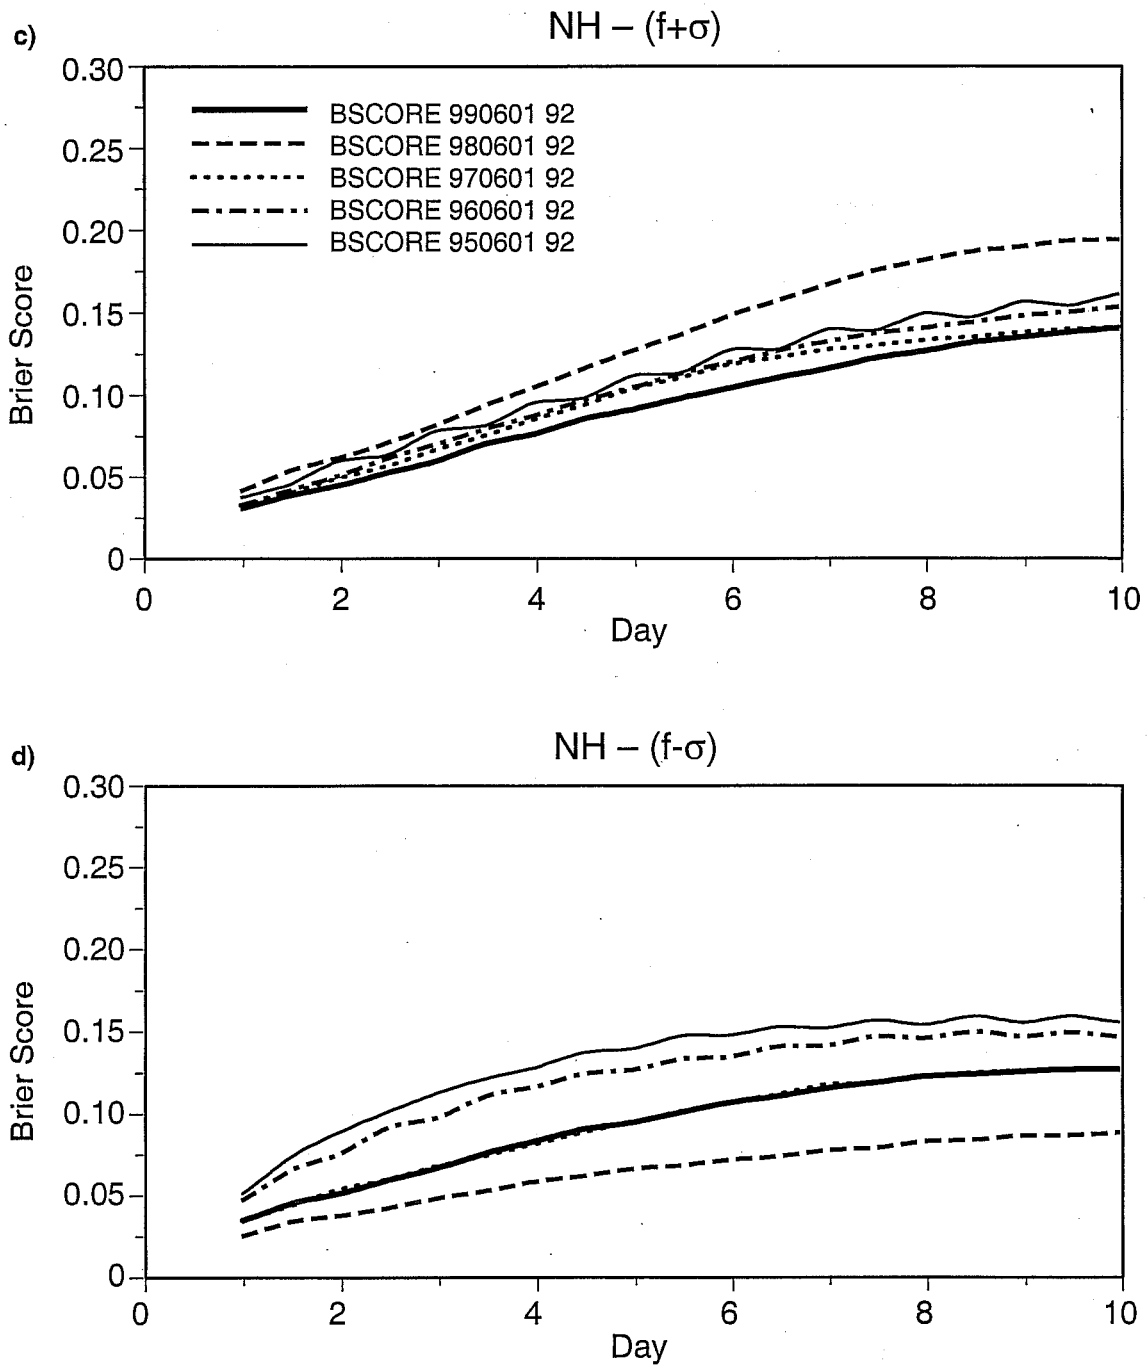 c)
NH – (f+σ)
0.30
0.25
0.20
0.15
0.10
0.05
0
Brier Score
BSCORE 990601 92
BSCORE 980601 92
BSCORE 970601 92
BSCORE 960601 92
BSCORE 950601 92
0 2 4 6 8 10
Day
d)
NH – (f-σ)
0.30
0.25
0.20
0.15
0.10
0.05
0
Brier Score
0 2 4 6 8 10
Day